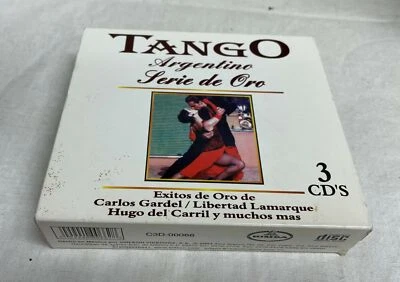 TANGO
Argentino
Serie de Oro
3
CD'S
Exitos de Oro de
Carlos Gardel / Libertad Lamarque
Hugo del Carril y muchos mas
C3D-00066
disc